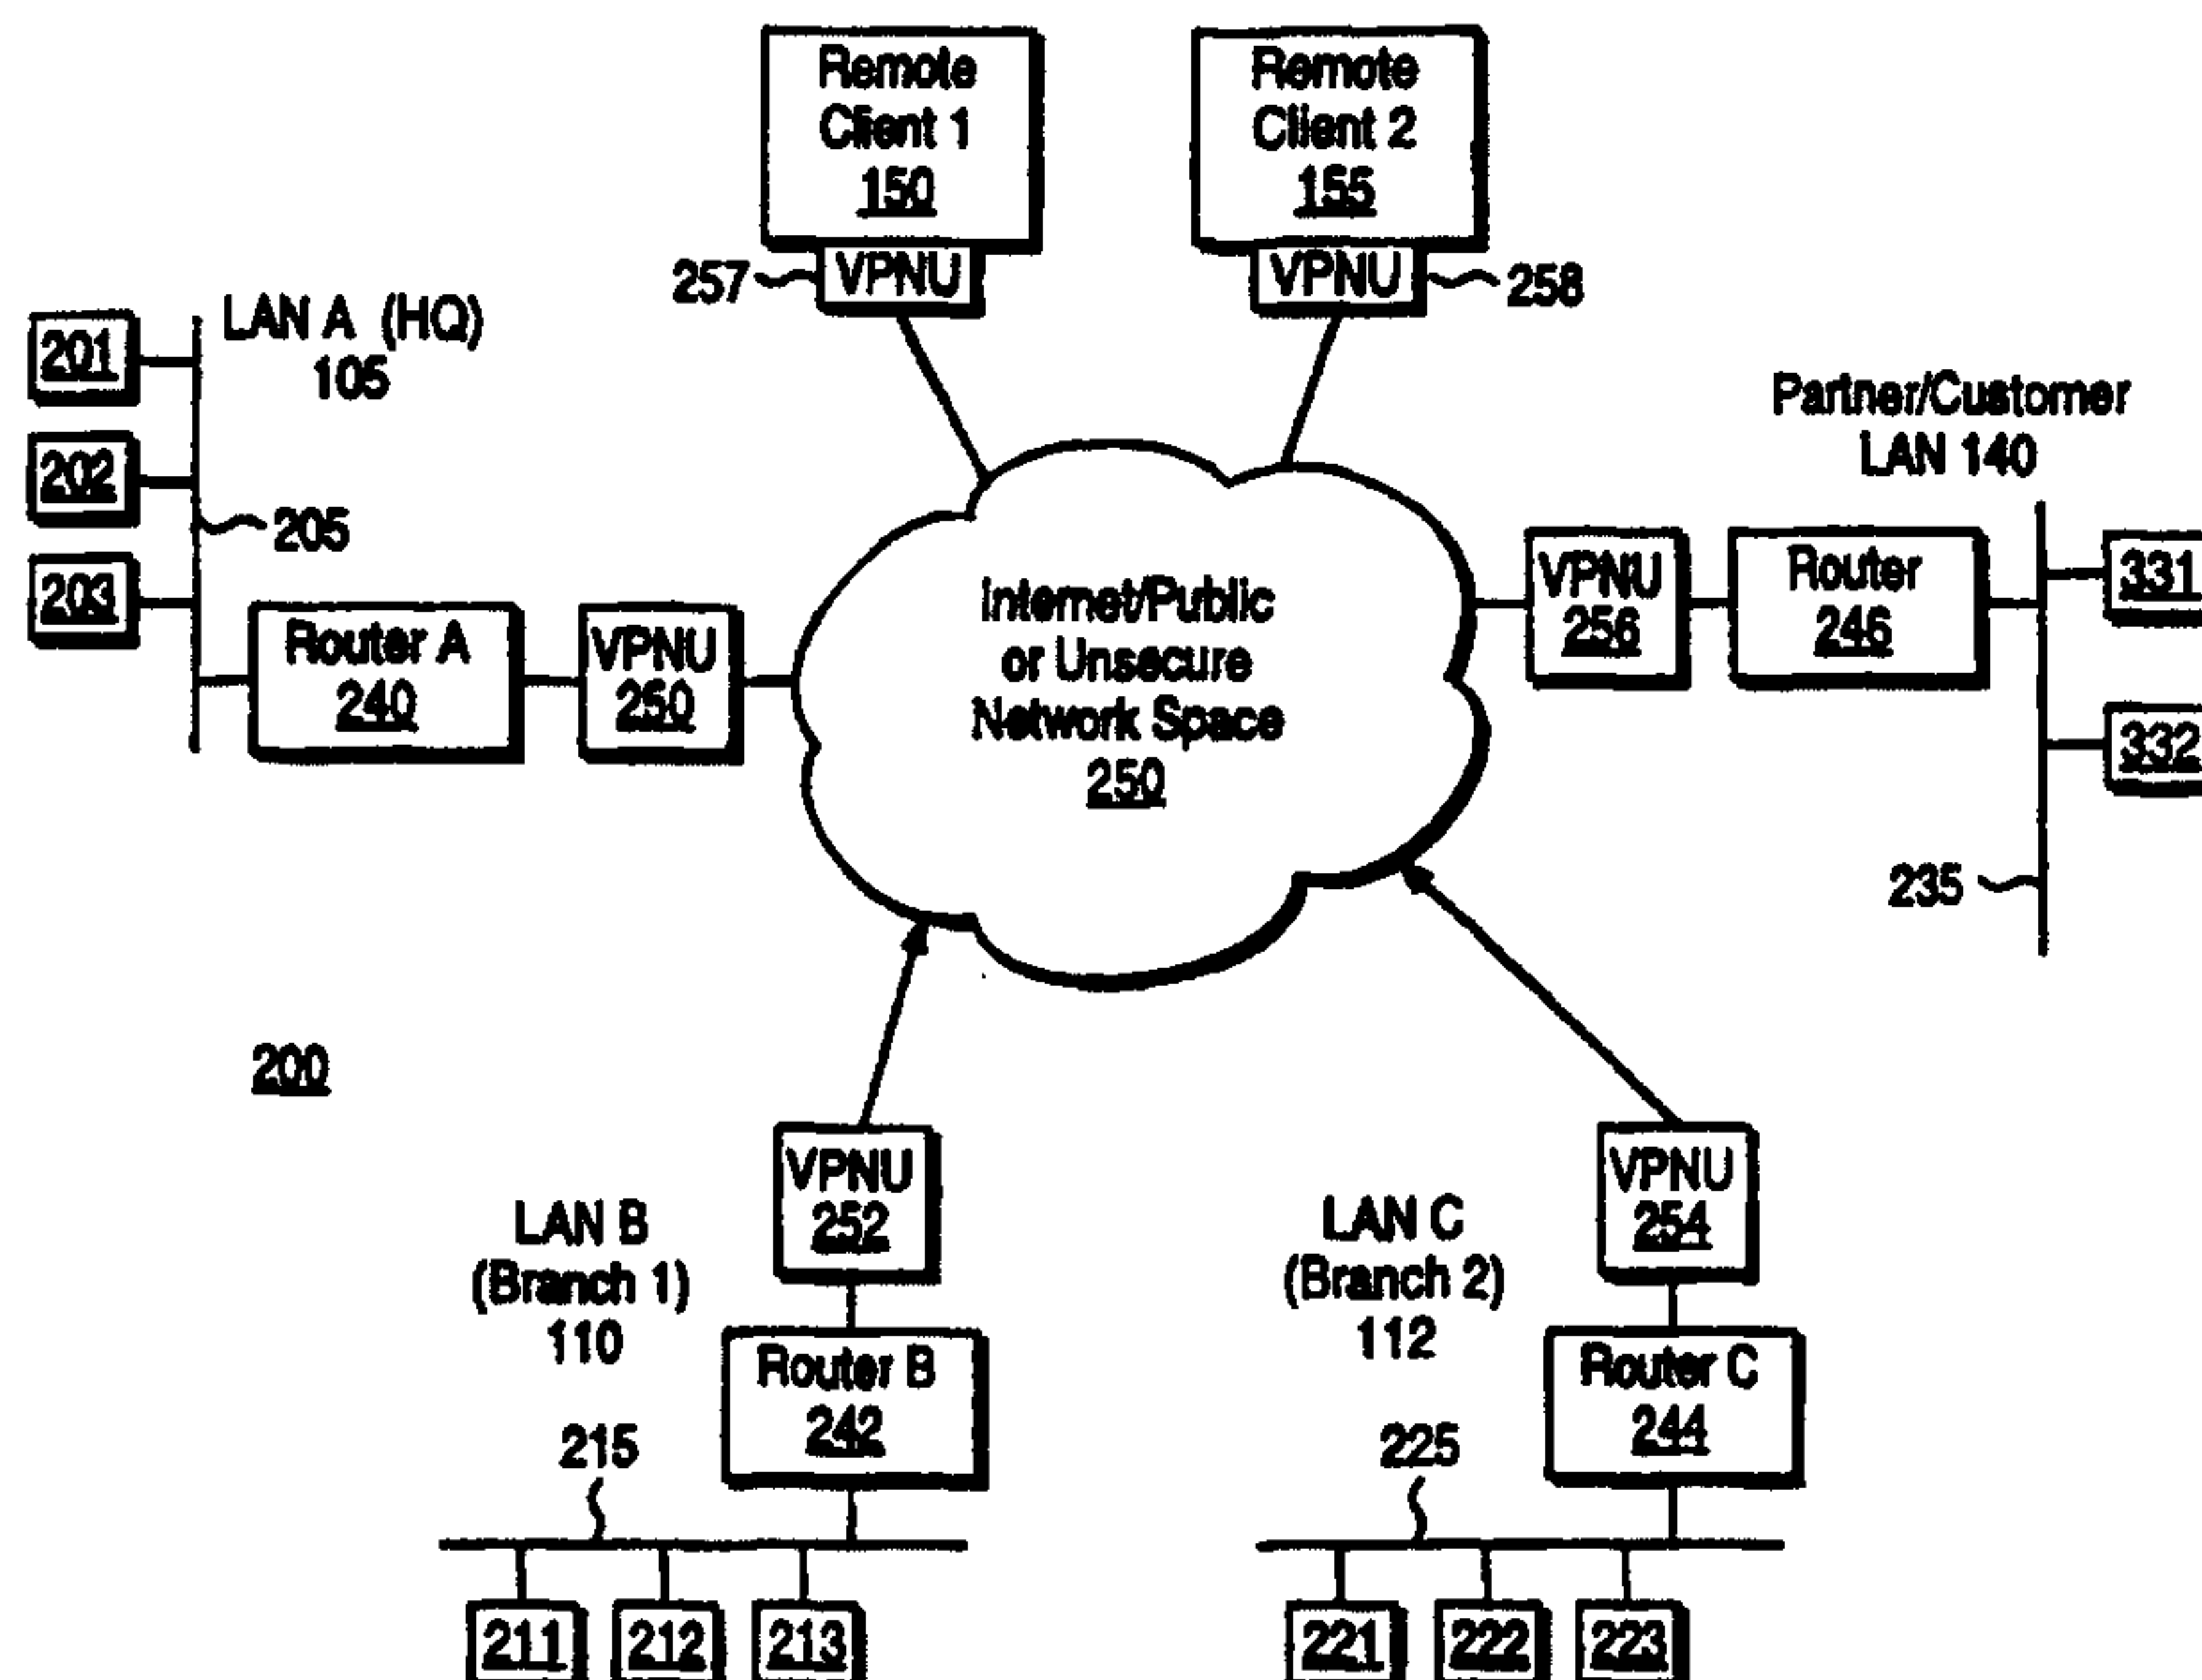 Remote
Client 1
150
Remote
Client 2
155
257
VPNU
VPNU
258
201
202
203
LAN A (HQ)
105
205
Router A
240
VPNU
250
Internet/Public
or Unsecure
Network Space
250
Partner/Customer
LAN 140
VPNU
256
Router
246
331
332
235
200
LAN B
(Branch 1)
110
VPNU
252
Router B
242
215
211
212
213
LAN C
(Branch 2)
112
VPNU
254
Router C
244
225
221
222
223